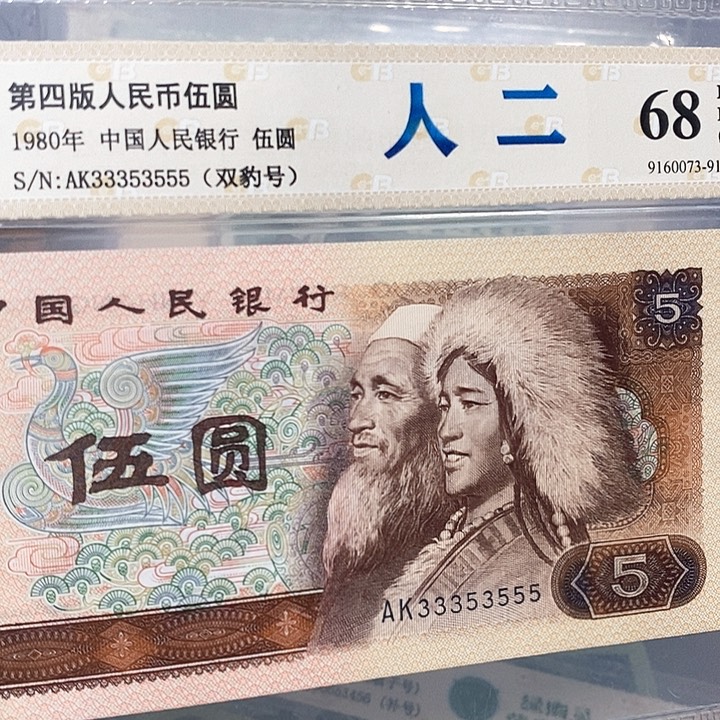 第四版人民币伍圆
1980年 中国人民银行 伍圆
S/N:AK33353555（双豹号）
人二
68
9160073-91
中国人民银行
5
伍圆
AK33353555
5